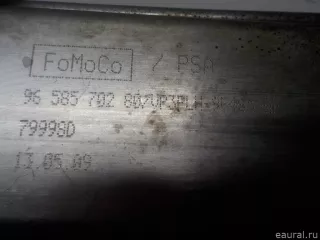 FoMoCo / PSA
96 585 702 80
79998D
13.05.09
eaural.ru